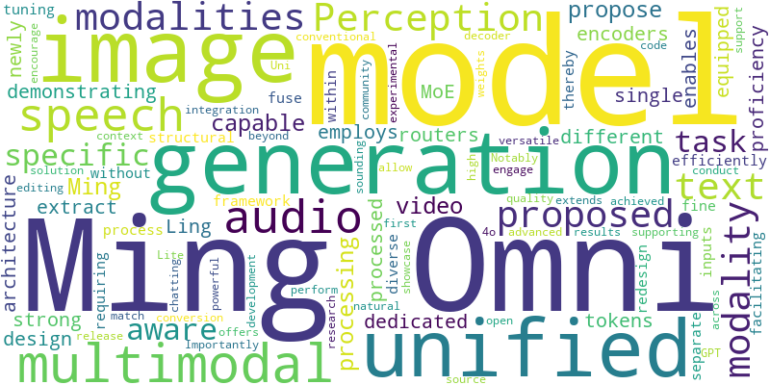 tuning
modalities
Perception
propose
newly
encourage
image
Uni
conventional
model
decoder
encoders
code
support
thereby
enables
equipped
proficiency
demonstrating
fuse
within
community
experimental
MoE
weights
single
speech
integration
capable
structural
context
beyond
employs
routers
versatile
different
task
specific
generation
sounding
allow
high
Notably
engage
efficiently
conduct
solution
without
editing
Ming
text
quality
extends
achieved
architecture
extract
framework
audio
video
proposed
fine
modality
process
Ling
processed
diverse
first
showcase
4o
advanced
results
supporting
redesign
inputs
facilitating
requiring
Lite
chatting
powerful
Ming
Omni
processing
across
strong
match
conversion
development
perform
natural
design
aware
offers
research
dedicated
open
tokens
separate
release
Importantly
multimodal
unified
source
GPT